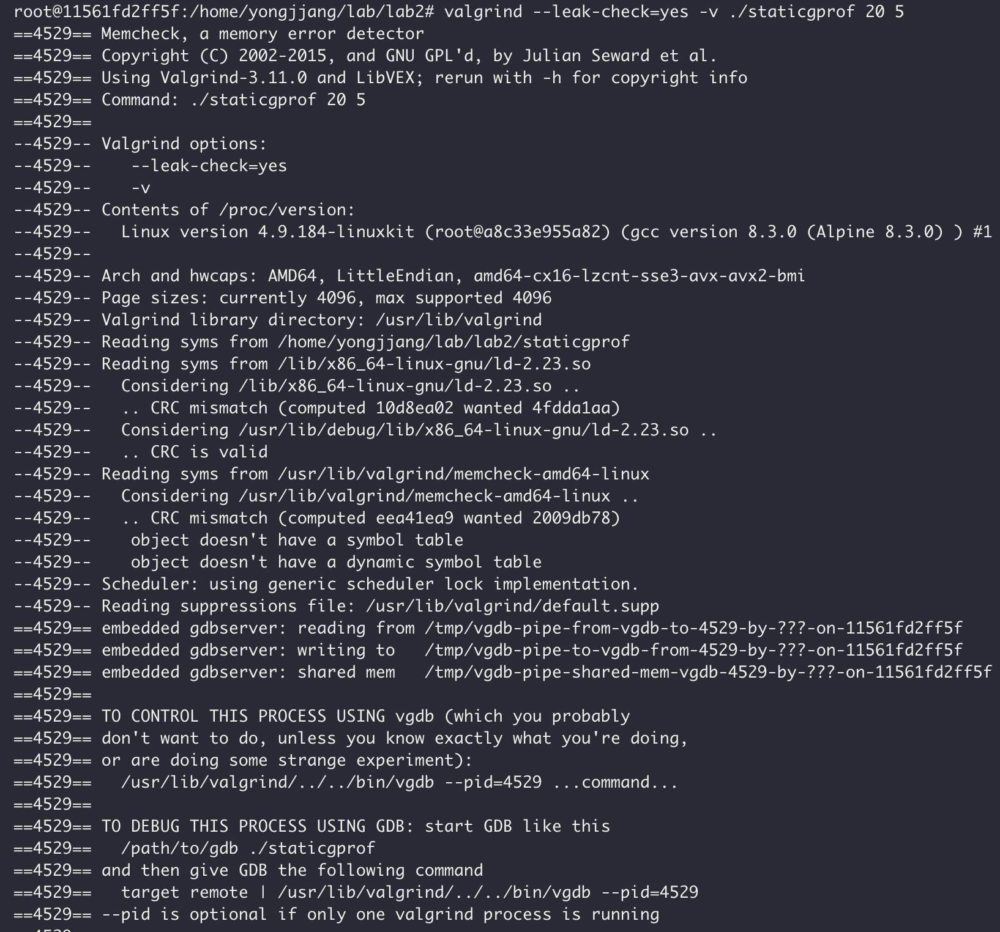 root@11561fd2ff5f:/home/yongjjang/lab/lab2# valgrind --leak-check=yes -v ./staticgprof 20 5
==4529== Memcheck, a memory error detector
==4529== Copyright (C) 2002-2015, and GNU GPL'd, by Julian Seward et al.
==4529== Using Valgrind-3.11.0 and LibVEX; rerun with -h for copyright info
==4529== Command: ./staticgprof 20 5
==4529==
--4529-- Valgrind options:
--4529--    --leak-check=yes
--4529--    -v
--4529-- Contents of /proc/version:
--4529--   Linux version 4.9.184-linuxkit (root@a8c33e955a82) (gcc version 8.3.0 (Alpine 8.3.0) ) #1
--4529--
--4529-- Arch and hwcaps: AMD64, LittleEndian, amd64-cx16-lzcnt-sse3-avx-avx2-bmi
--4529-- Page sizes: currently 4096, max supported 4096
--4529-- Valgrind library directory: /usr/lib/valgrind
--4529-- Reading syms from /home/yongjjang/lab/lab2/staticgprof
--4529-- Reading syms from /lib/x86_64-linux-gnu/ld-2.23.so
--4529--   Considering /lib/x86_64-linux-gnu/ld-2.23.so ..
--4529--   .. CRC mismatch (computed 10d8ea02 wanted 4fdda1aa)
--4529--   Considering /usr/lib/debug/lib/x86_64-linux-gnu/ld-2.23.so ..
--4529--   .. CRC is valid
--4529-- Reading syms from /usr/lib/valgrind/memcheck-amd64-linux
--4529--   Considering /usr/lib/valgrind/memcheck-amd64-linux ..
--4529--   .. CRC mismatch (computed eea41ea9 wanted 2009db78)
--4529--    object doesn't have a symbol table
--4529--    object doesn't have a dynamic symbol table
--4529-- Scheduler: using generic scheduler lock implementation.
--4529-- Reading suppressions file: /usr/lib/valgrind/default.supp
==4529== embedded gdbserver: reading from /tmp/vgdb-pipe-from-vgdb-to-4529-by-???-on-11561fd2ff5f
==4529== embedded gdbserver: writing to   /tmp/vgdb-pipe-to-vgdb-from-4529-by-???-on-11561fd2ff5f
==4529== embedded gdbserver: shared mem   /tmp/vgdb-pipe-shared-mem-vgdb-4529-by-???-on-11561fd2ff5f
==4529==
==4529== TO CONTROL THIS PROCESS USING vgdb (which you probably
==4529== don't want to do, unless you know exactly what you're doing,
==4529== or are doing some strange experiment):
==4529==   /usr/lib/valgrind/../../bin/vgdb --pid=4529 ...command...
==4529==
==4529== TO DEBUG THIS PROCESS USING GDB: start GDB like this
==4529==   /path/to/gdb ./staticgprof
==4529== and then give GDB the following command
==4529==   target remote | /usr/lib/valgrind/../../bin/vgdb --pid=4529
==4529== --pid is optional if only one valgrind process is running